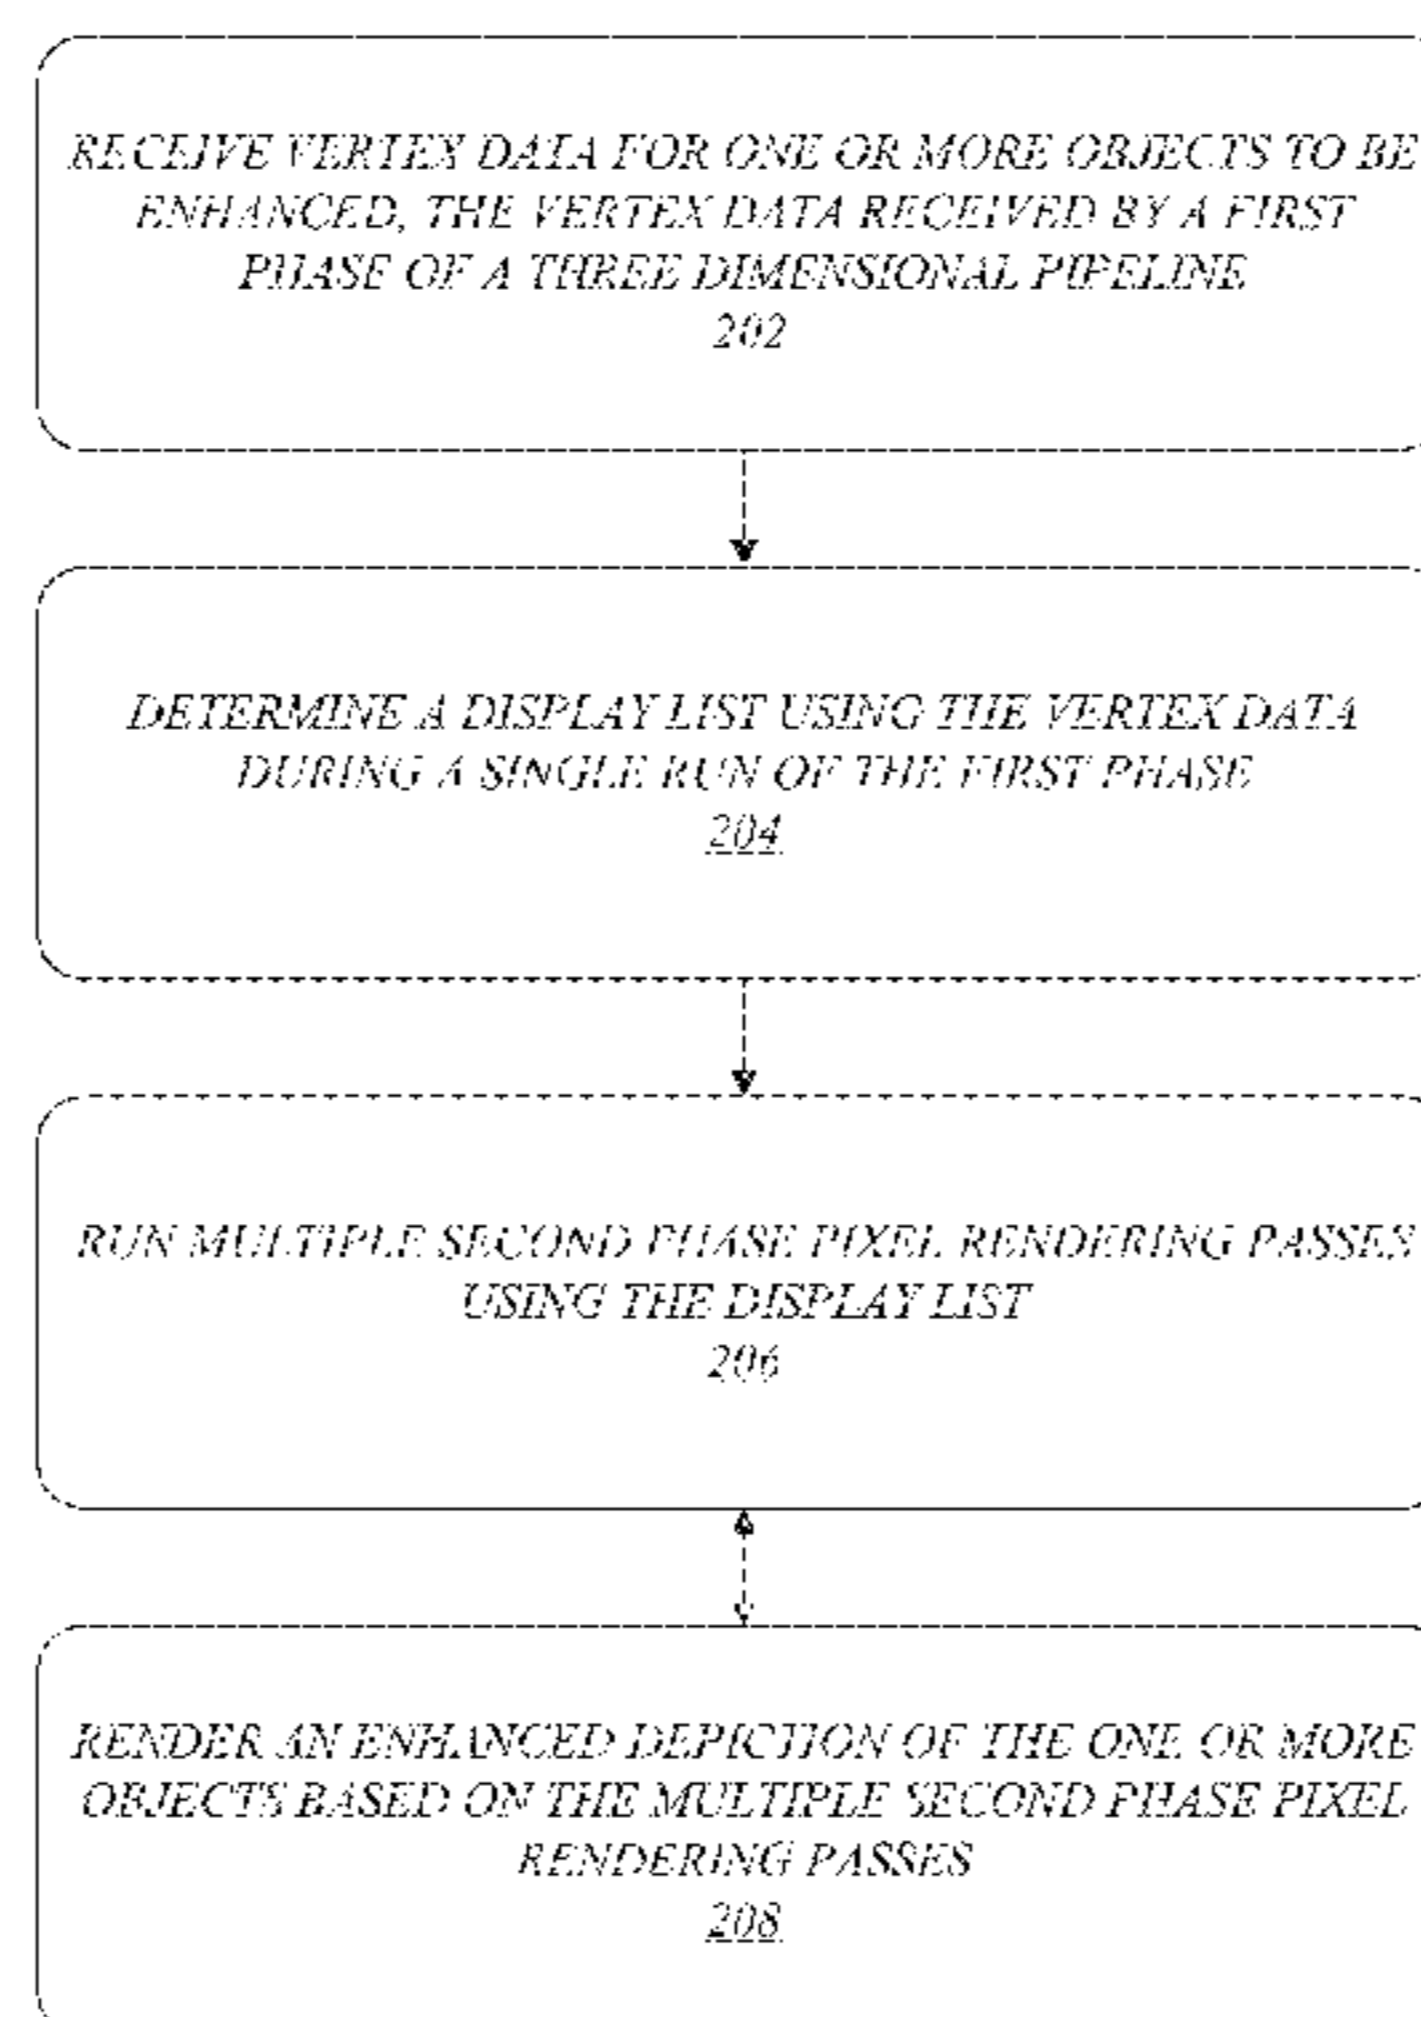 RECEIVE VERTEX DATA FOR ONE OR MORE OBJECTS TO BE
ENHANCED, THE VERTEX DATA RECEIVED BY A FIRST
PHASE OF A THREE DIMENSIONAL PIPELINE
202
DETERMINE A DISPLAY LIST USING THE VERTEX DATA
DURING A SINGLE RUN OF THE FIRST PHASE
204
RUN MULTIPLE SECOND PHASE PIXEL RENDERING PASSES
USING THE DISPLAY LIST
206
RENDER AN ENHANCED DEPICTION OF THE ONE OR MORE
OBJECTS BASED ON THE MULTIPLE SECOND PHASE PIXEL
RENDERING PASSES
208